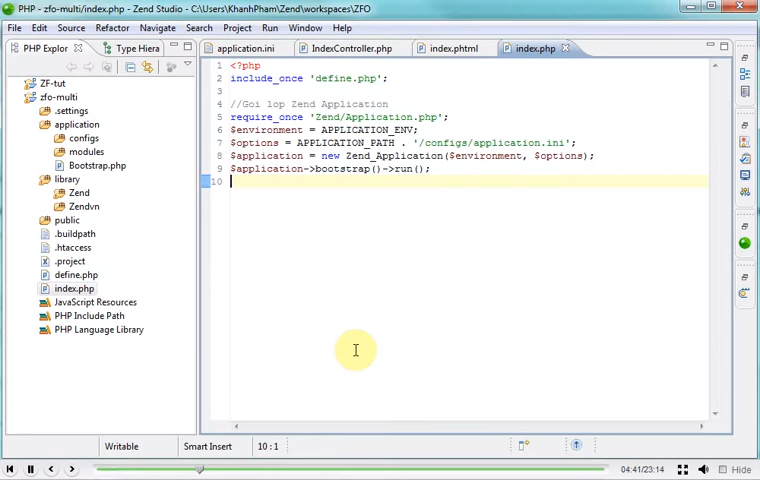 PHP - zfo-multi/index.php - Zend Studio - C:\Users\KhanhPham\Zend\workspaces\ZFO
File Edit Source Refactor Navigate Search Project Run Window Help
PHP Explor Type Hiera application.ini IndexController.php index.phtml index.php
ZF-tut
zfo-multi
.settings
application
configs
modules
Bootstrap.php
library
Zend
Zendvn
public
.buildpath
.htaccess
.project
define.php
index.php
JavaScript Resources
PHP Include Path
PHP Language Library
1 <?php
2 include_once 'define.php';
3
4 //Goi lop Zend Application
5 require_once 'Zend/Application.php';
6 $environment = APPLICATION_ENV;
7 $options = APPLICATION_PATH . '/configs/application.ini';
8 $application = new Zend_Application($environment, $options);
9 $application->bootstrap()->run();
10
Writable Smart Insert 10 : 1
04:41/23:14 Hide